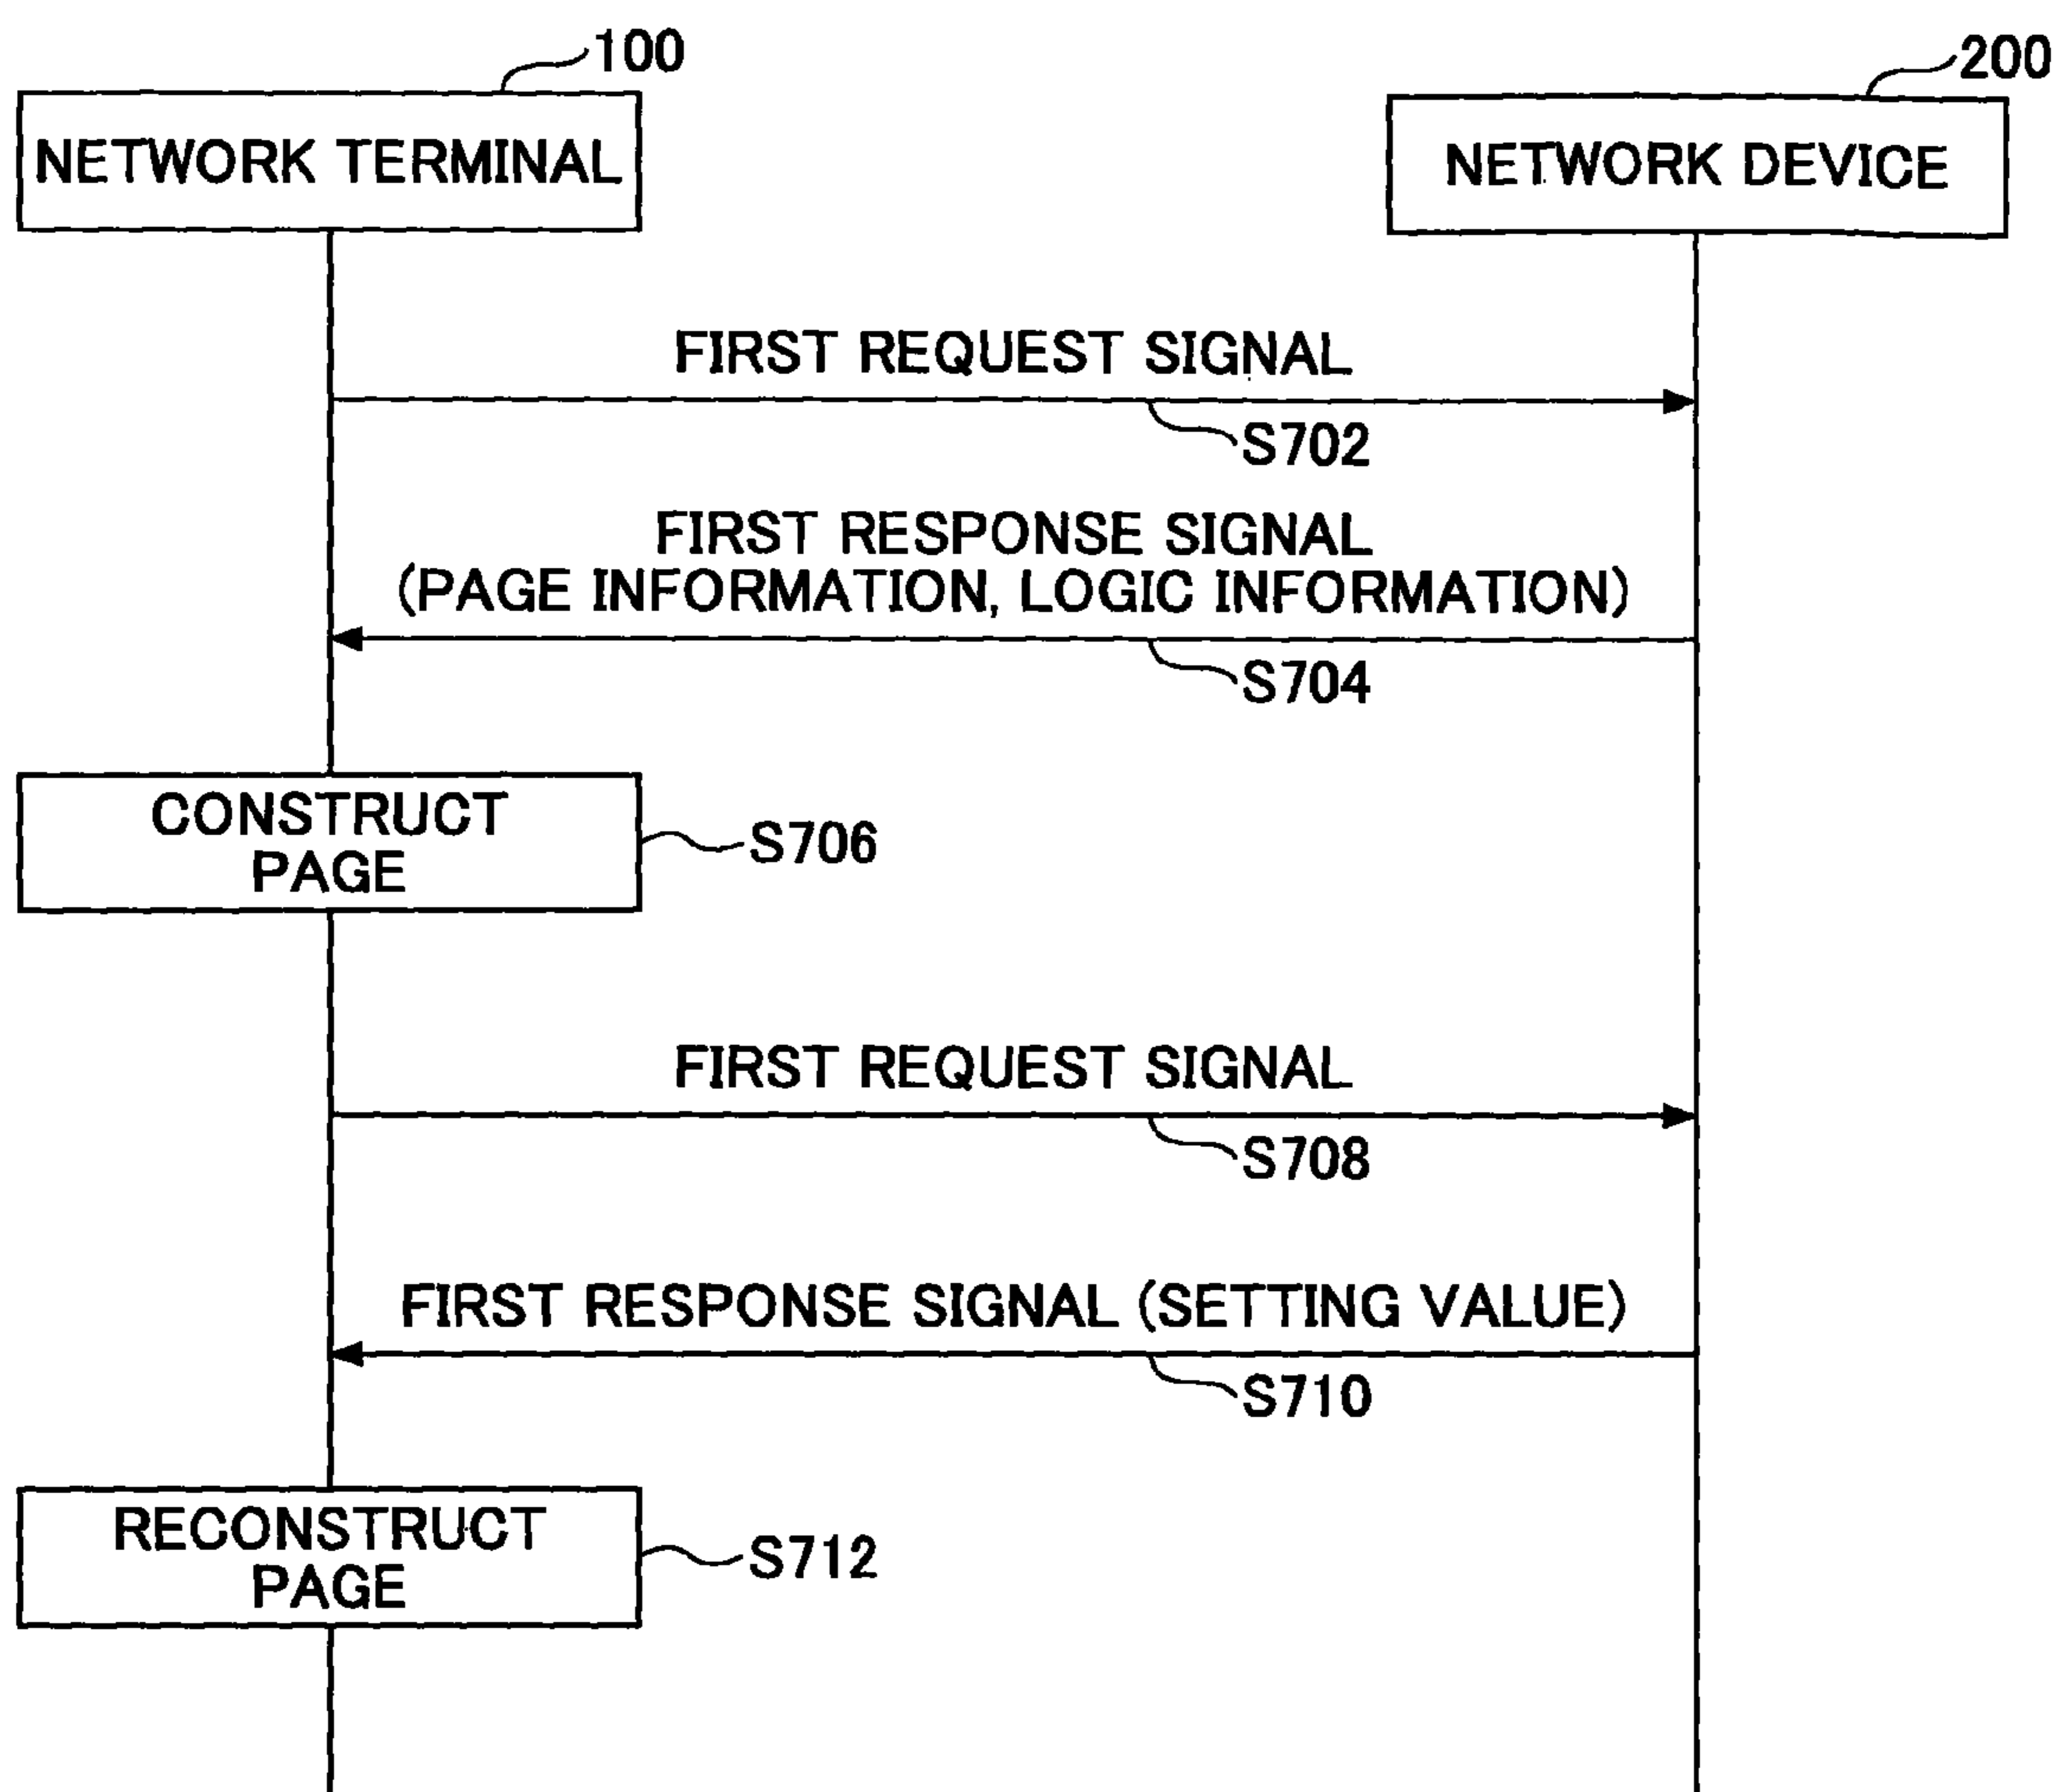 100
200
NETWORK TERMINAL
NETWORK DEVICE
FIRST REQUEST SIGNAL
S702
FIRST RESPONSE SIGNAL
(PAGE INFORMATION, LOGIC INFORMATION)
S704
CONSTRUCT
PAGE
S706
FIRST REQUEST SIGNAL
S708
FIRST RESPONSE SIGNAL (SETTING VALUE)
S710
RECONSTRUCT
PAGE
S712